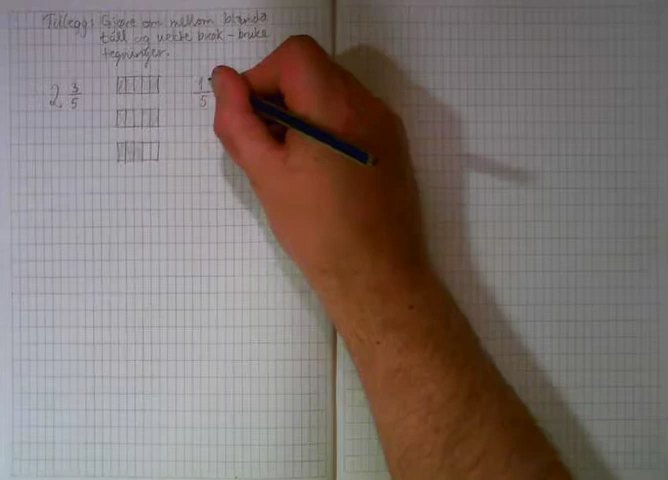 Tillegg: Gjøre om mellom blanda
tall og uekte brøk - bruke
tegninger.
2 3/5
1
5